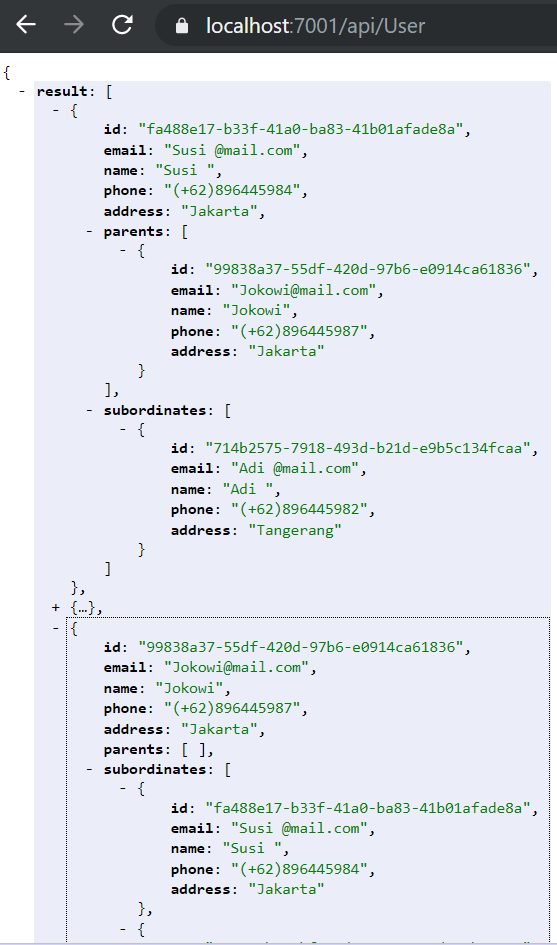 localhost:7001/api/User
{
- result: [
- {
id: "fa488e17-b33f-41a0-ba83-41b01afade8a",
email: "Susi @mail.com",
name: "Susi ",
phone: "(+62)896445984",
address: "Jakarta",
- parents: [
- {
id: "99838a37-55df-420d-97b6-e0914ca61836",
email: "Jokowi@mail.com",
name: "Jokowi",
phone: "(+62)896445987",
address: "Jakarta"
}
],
- subordinates: [
- {
id: "714b2575-7918-493d-b21d-e9b5c134fcaa",
email: "Adi @mail.com",
name: "Adi ",
phone: "(+62)896445982",
address: "Tangerang"
}
]
},
+ {…},
- {
id: "99838a37-55df-420d-97b6-e0914ca61836",
email: "Jokowi@mail.com",
name: "Jokowi",
phone: "(+62)896445987",
address: "Jakarta",
parents: [ ],
- subordinates: [
- {
id: "fa488e17-b33f-41a0-ba83-41b01afade8a",
email: "Susi @mail.com",
name: "Susi ",
phone: "(+62)896445984",
address: "Jakarta"
},
- {